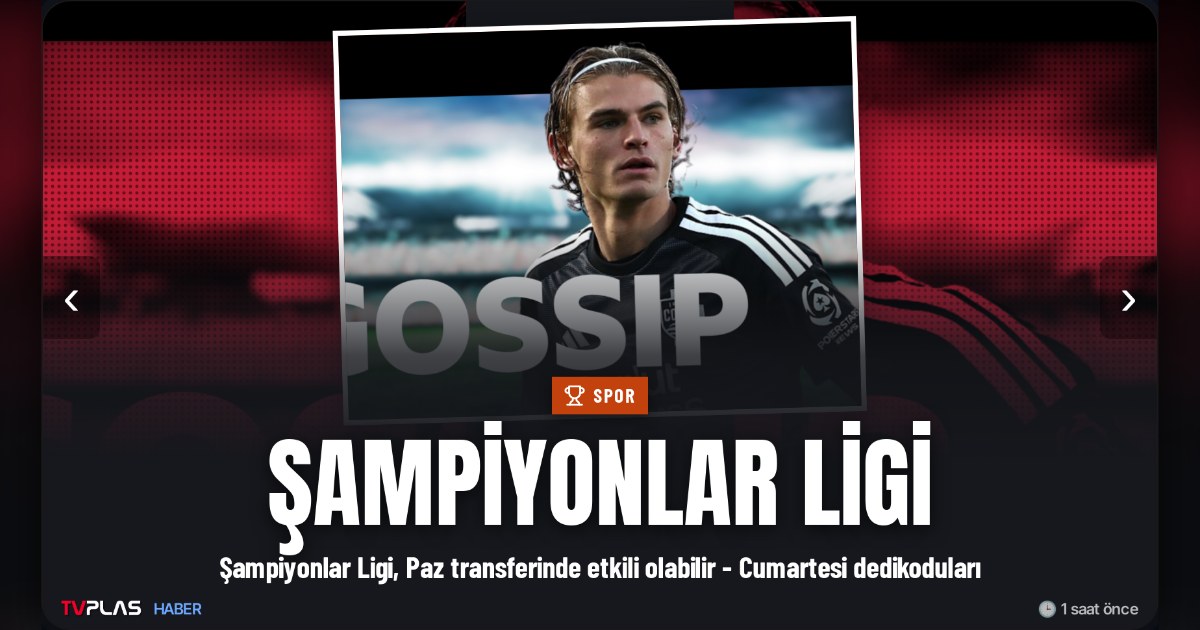 GOSSIP
SPOR
ŞAMPİYONLAR LİGİ
Şampiyonlar Ligi, Paz transferinde etkili olabilir - Cumartesi dedikoduları
TVPLAS HABER
1 saat önce